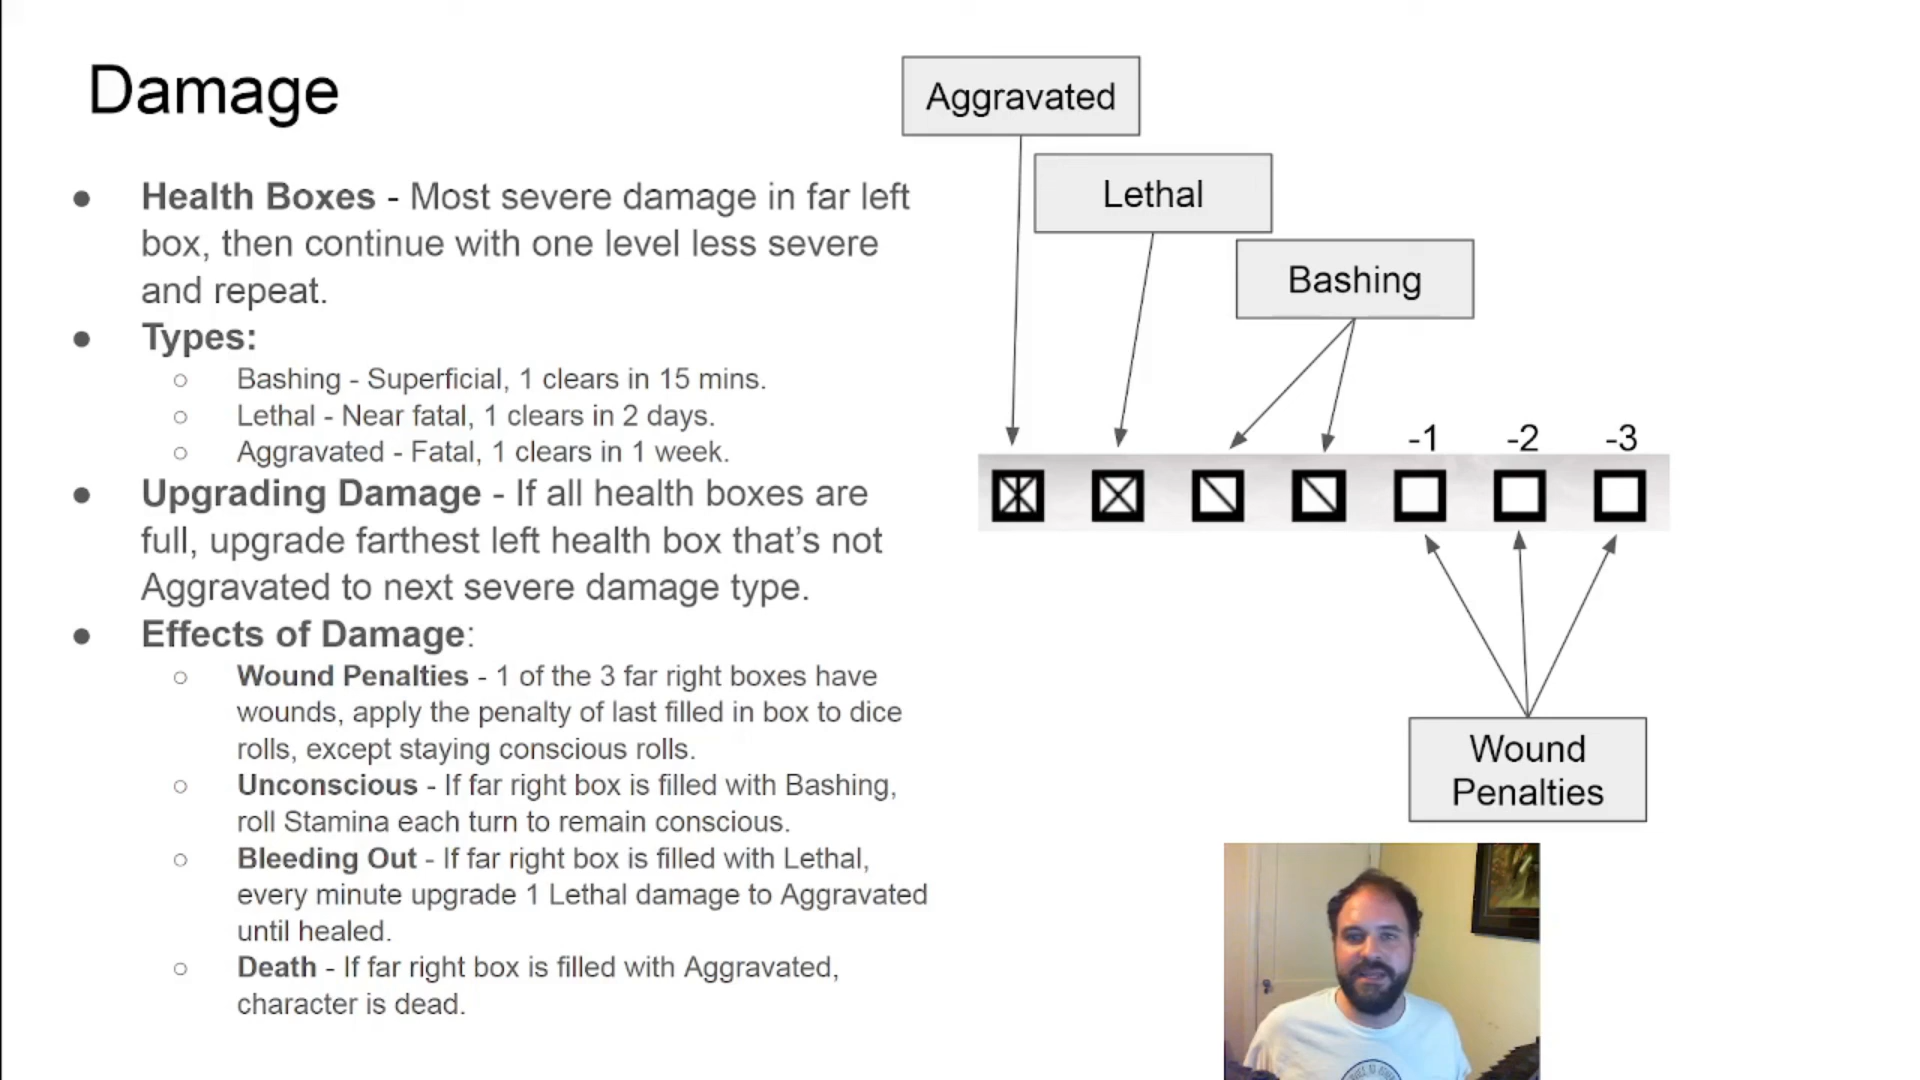 Damage
● Health Boxes - Most severe damage in far left
box, then continue with one level less severe
and repeat.
● Types:
○ Bashing - Superficial, 1 clears in 15 mins.
○ Lethal - Near fatal, 1 clears in 2 days.
○ Aggravated - Fatal, 1 clears in 1 week.
● Upgrading Damage - If all health boxes are
full, upgrade farthest left health box that's not
Aggravated to next severe damage type.
● Effects of Damage:
○ Wound Penalties - 1 of the 3 far right boxes have
wounds, apply the penalty of last filled in box to dice
rolls, except staying conscious rolls.
○ Unconscious - If far right box is filled with Bashing,
roll Stamina each turn to remain conscious.
○ Bleeding Out - If far right box is filled with Lethal,
every minute upgrade 1 Lethal damage to Aggravated
until healed.
○ Death - If far right box is filled with Aggravated,
character is dead.
Aggravated
Lethal
Bashing
-1 -2 -3
Wound
Penalties